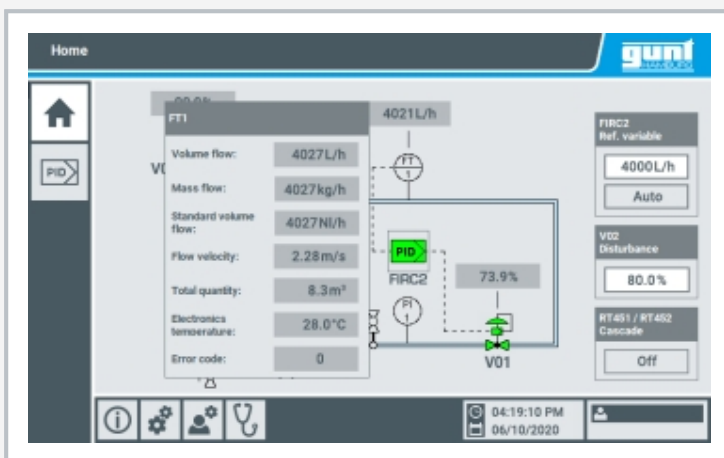 Home
gunt
HAMBURG
FT1
Volume flow:
4027L/h
Mass flow:
4027kg/h
Standard volume
flow:
4027Nl/h
Flow velocity:
2.28m/s
Total quantity:
8.3m³
Electronics
temperature:
28.0°C
Error code:
0
4021L/h
FT
1
PID
FIRC2
PI
1
73.9%
V01
PID
FIRC2
Ref. variable
4000L/h
Auto
V02
Disturbance
80.0%
RT451 / RT452
Cascade
Off
04:19:10 PM
06/10/2020